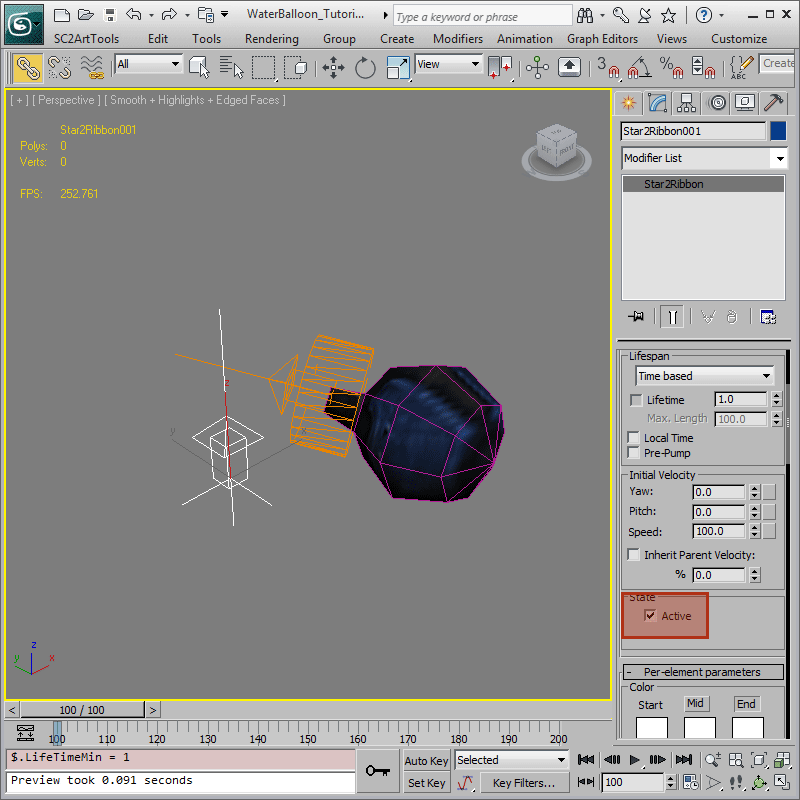 WaterBalloon_Tutori...
Type a keyword or phrase
SC2ArtTools Edit Tools Rendering Group Create Modifiers Animation Graph Editors Views Customize
All
View
3
%
ABC
Create
[ + ] [ Perspective ] [ Smooth + Highlights + Edged Faces ]
Star2Ribbon001
Polys: 0
Verts: 0
FPS: 252.761
Star2Ribbon001
Modifier List
Star2Ribbon
z
y
Lifespan
Time based
Lifetime 1.0
Max. Length 100.0
Local Time
Pre-Pump
Initial Velocity
Yaw: 0.0
Pitch: 0.0
Speed: 100.0
Inherit Parent Velocity:
% 0.0
State
Active
z
y x
- Per-element parameters
Color
Start Mid End
< 100 / 100 >
100 110 120 130 140 150 160 170 180 190 200
$.LifeTimeMin = 1
Preview took 0.091 seconds
Auto Key Selected
Set Key Key Filters...
100